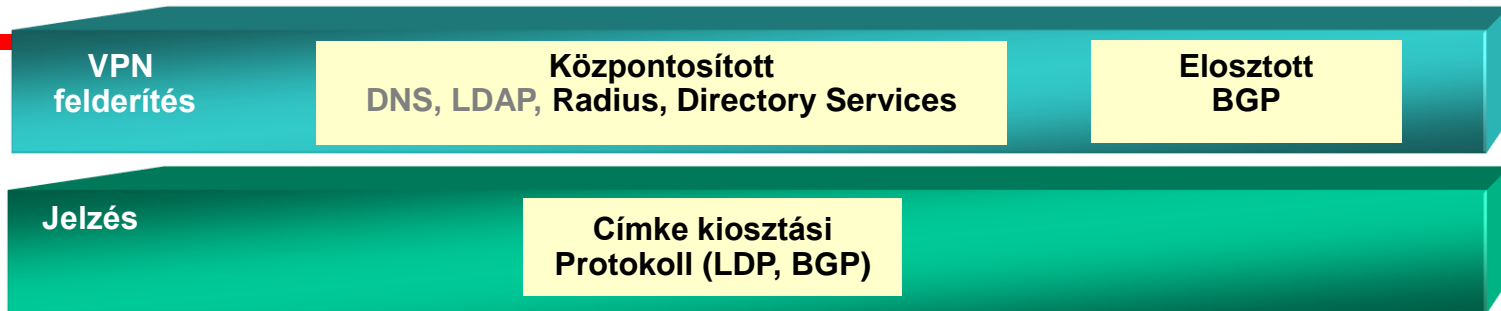 VPN
felderítés
Központosított
DNS, LDAP, Radius, Directory Services
Elosztott
BGP
Jelzés
Címke kiosztási
Protokoll (LDP, BGP)